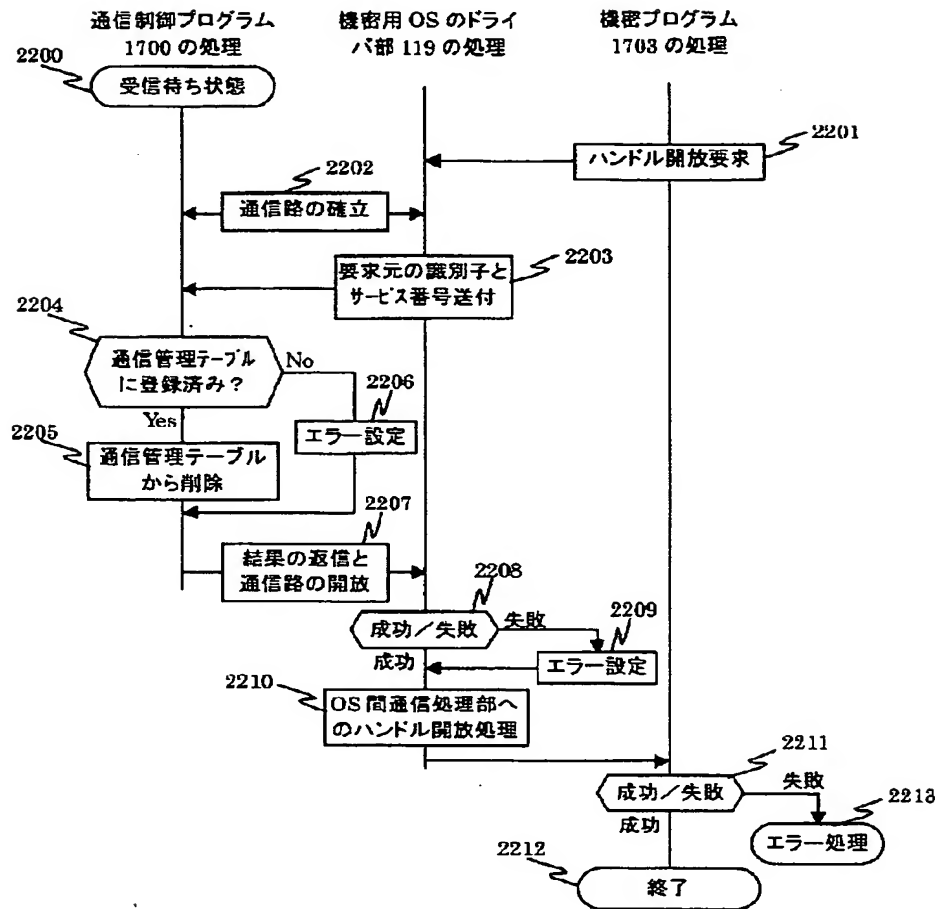 通信制御プログラム
1700 の処理
機密用 OS のドライ
バ部 119 の処理
機密プログラム
1703 の処理
2200
受信待ち状態
2201
ハンドル開放要求
2202
通信路の確立
2203
要求元の識別子と
サービス番号送付
2204
通信管理テーブル
に登録済み？
No
Yes
2206
エラー設定
2205
通信管理テーブル
から削除
2207
結果の返信と
通信路の開放
2208
成功／失敗
失敗
成功
2209
エラー設定
2210
OS 間通信処理部へ
のハンドル開放処理
2211
成功／失敗
失敗
成功
2213
エラー処理
2212
終了